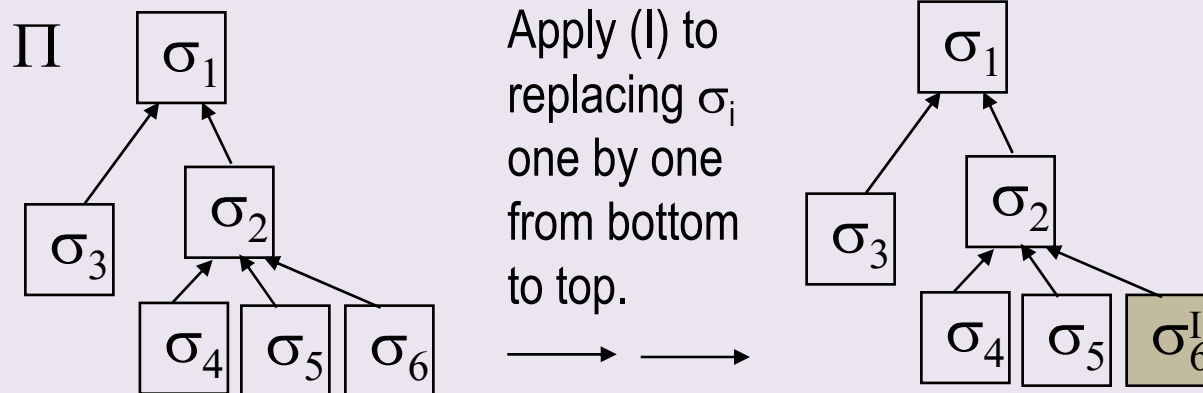 Π
σ1
σ3
σ2
σ4 σ5 σ6
Apply (I) to
replacing σi
one by one
from bottom
to top.
σ1
σ3
σ2
σ4 σ5 σ6^I